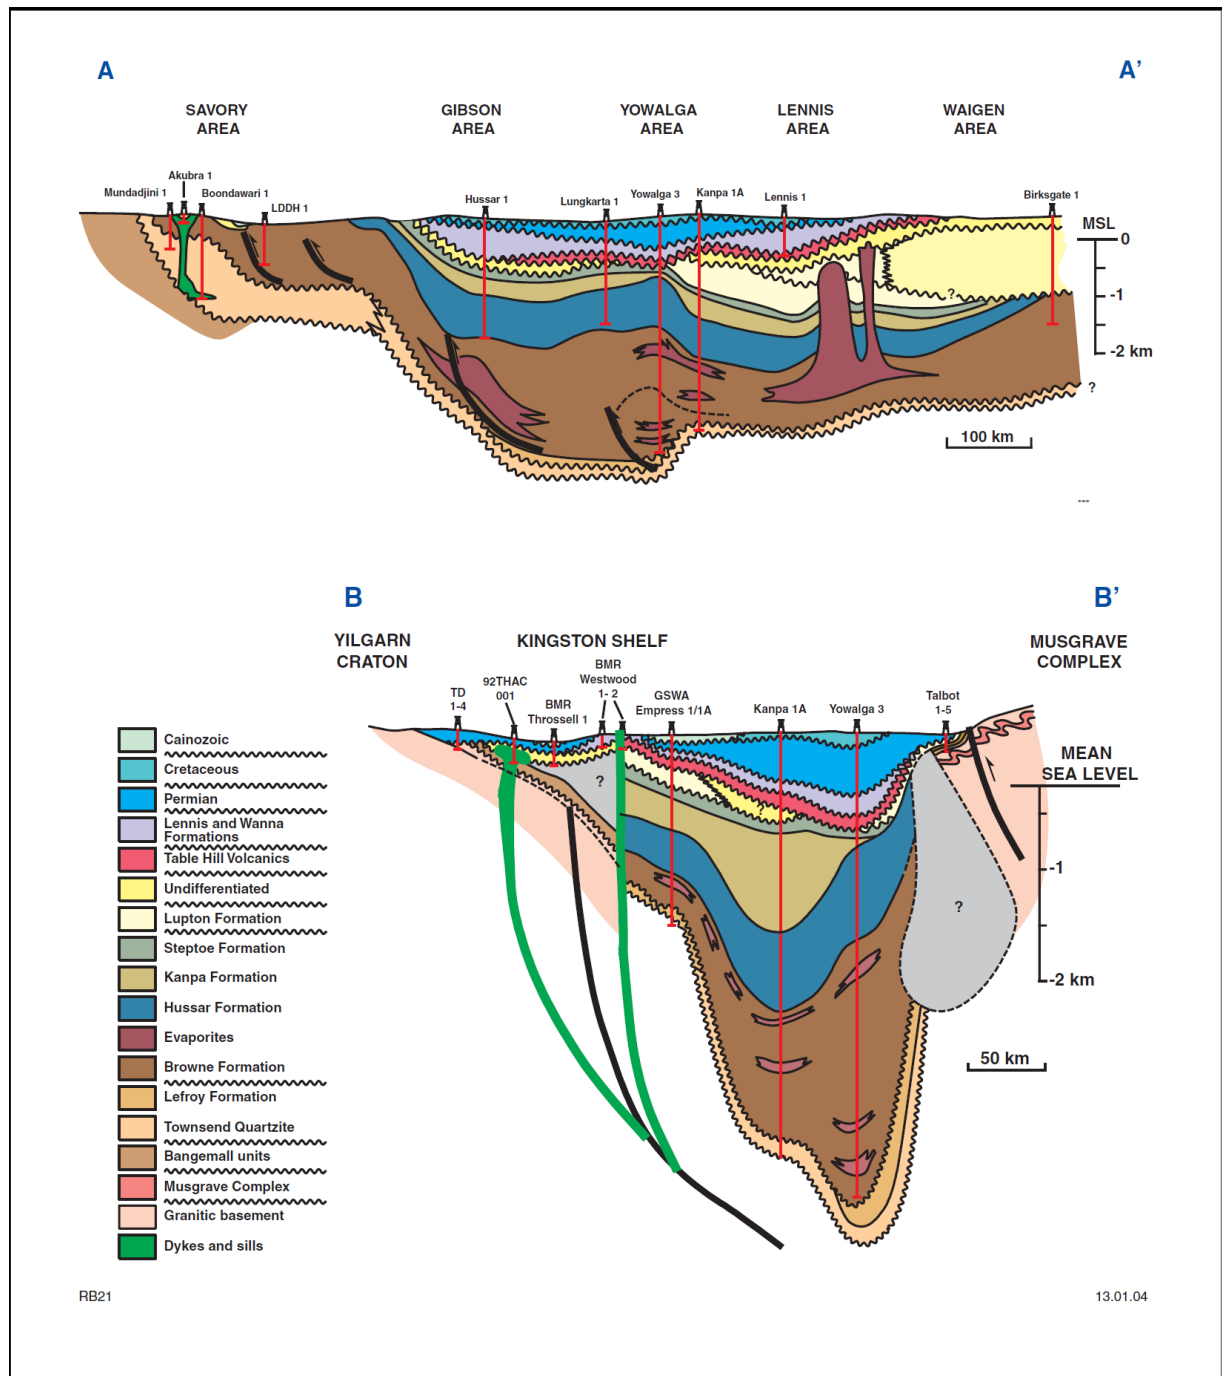 A
A’
SAVORY
AREA
GIBSON
AREA
YOWALGA
AREA
LENNIS
AREA
WAIGEN
AREA
Mundadjini 1
Akubra 1
Boondawari 1
LDDH 1
Hussar 1
Lungkarta 1
Yowalga 3
Kanpa 1A
Lennis 1
Birksgate 1
MSL
0
-1
-2 km
?
?
100 km
---
B
B’
YILGARN
CRATON
KINGSTON SHELF
MUSGRAVE
COMPLEX
TD
1-4
92THAC
001
BMR
Throssell 1
BMR
Westwood
1- 2
GSWA
Empress 1/1A
Kanpa 1A
Yowalga 3
Talbot
1-5
MEAN
SEA LEVEL
-1
-2 km
?
?
?
50 km
Cainozoic
Cretaceous
Permian
Lennis and Wanna
Formations
Table Hill Volcanics
Undifferentiated
Lupton Formation
Steptoe Formation
Kanpa Formation
Hussar Formation
Evaporites
Browne Formation
Lefroy Formation
Townsend Quartzite
Bangemall units
Musgrave Complex
Granitic basement
Dykes and sills
RB21
13.01.04